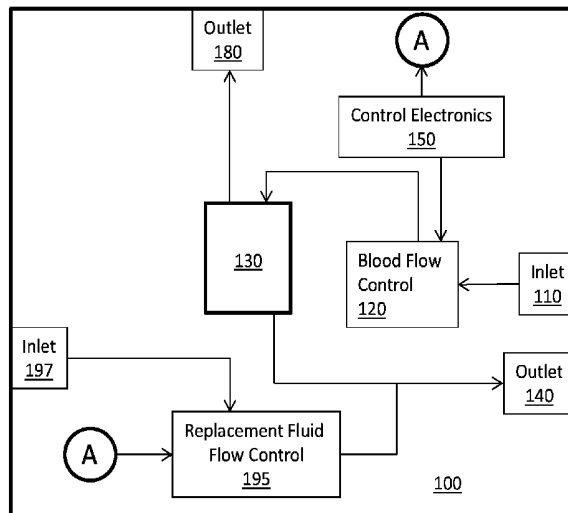 Outlet
180
A
Control Electronics
150
130
Blood Flow
Control
120
Inlet
110
Inlet
197
Outlet
140
A
Replacement Fluid
Flow Control
195
100